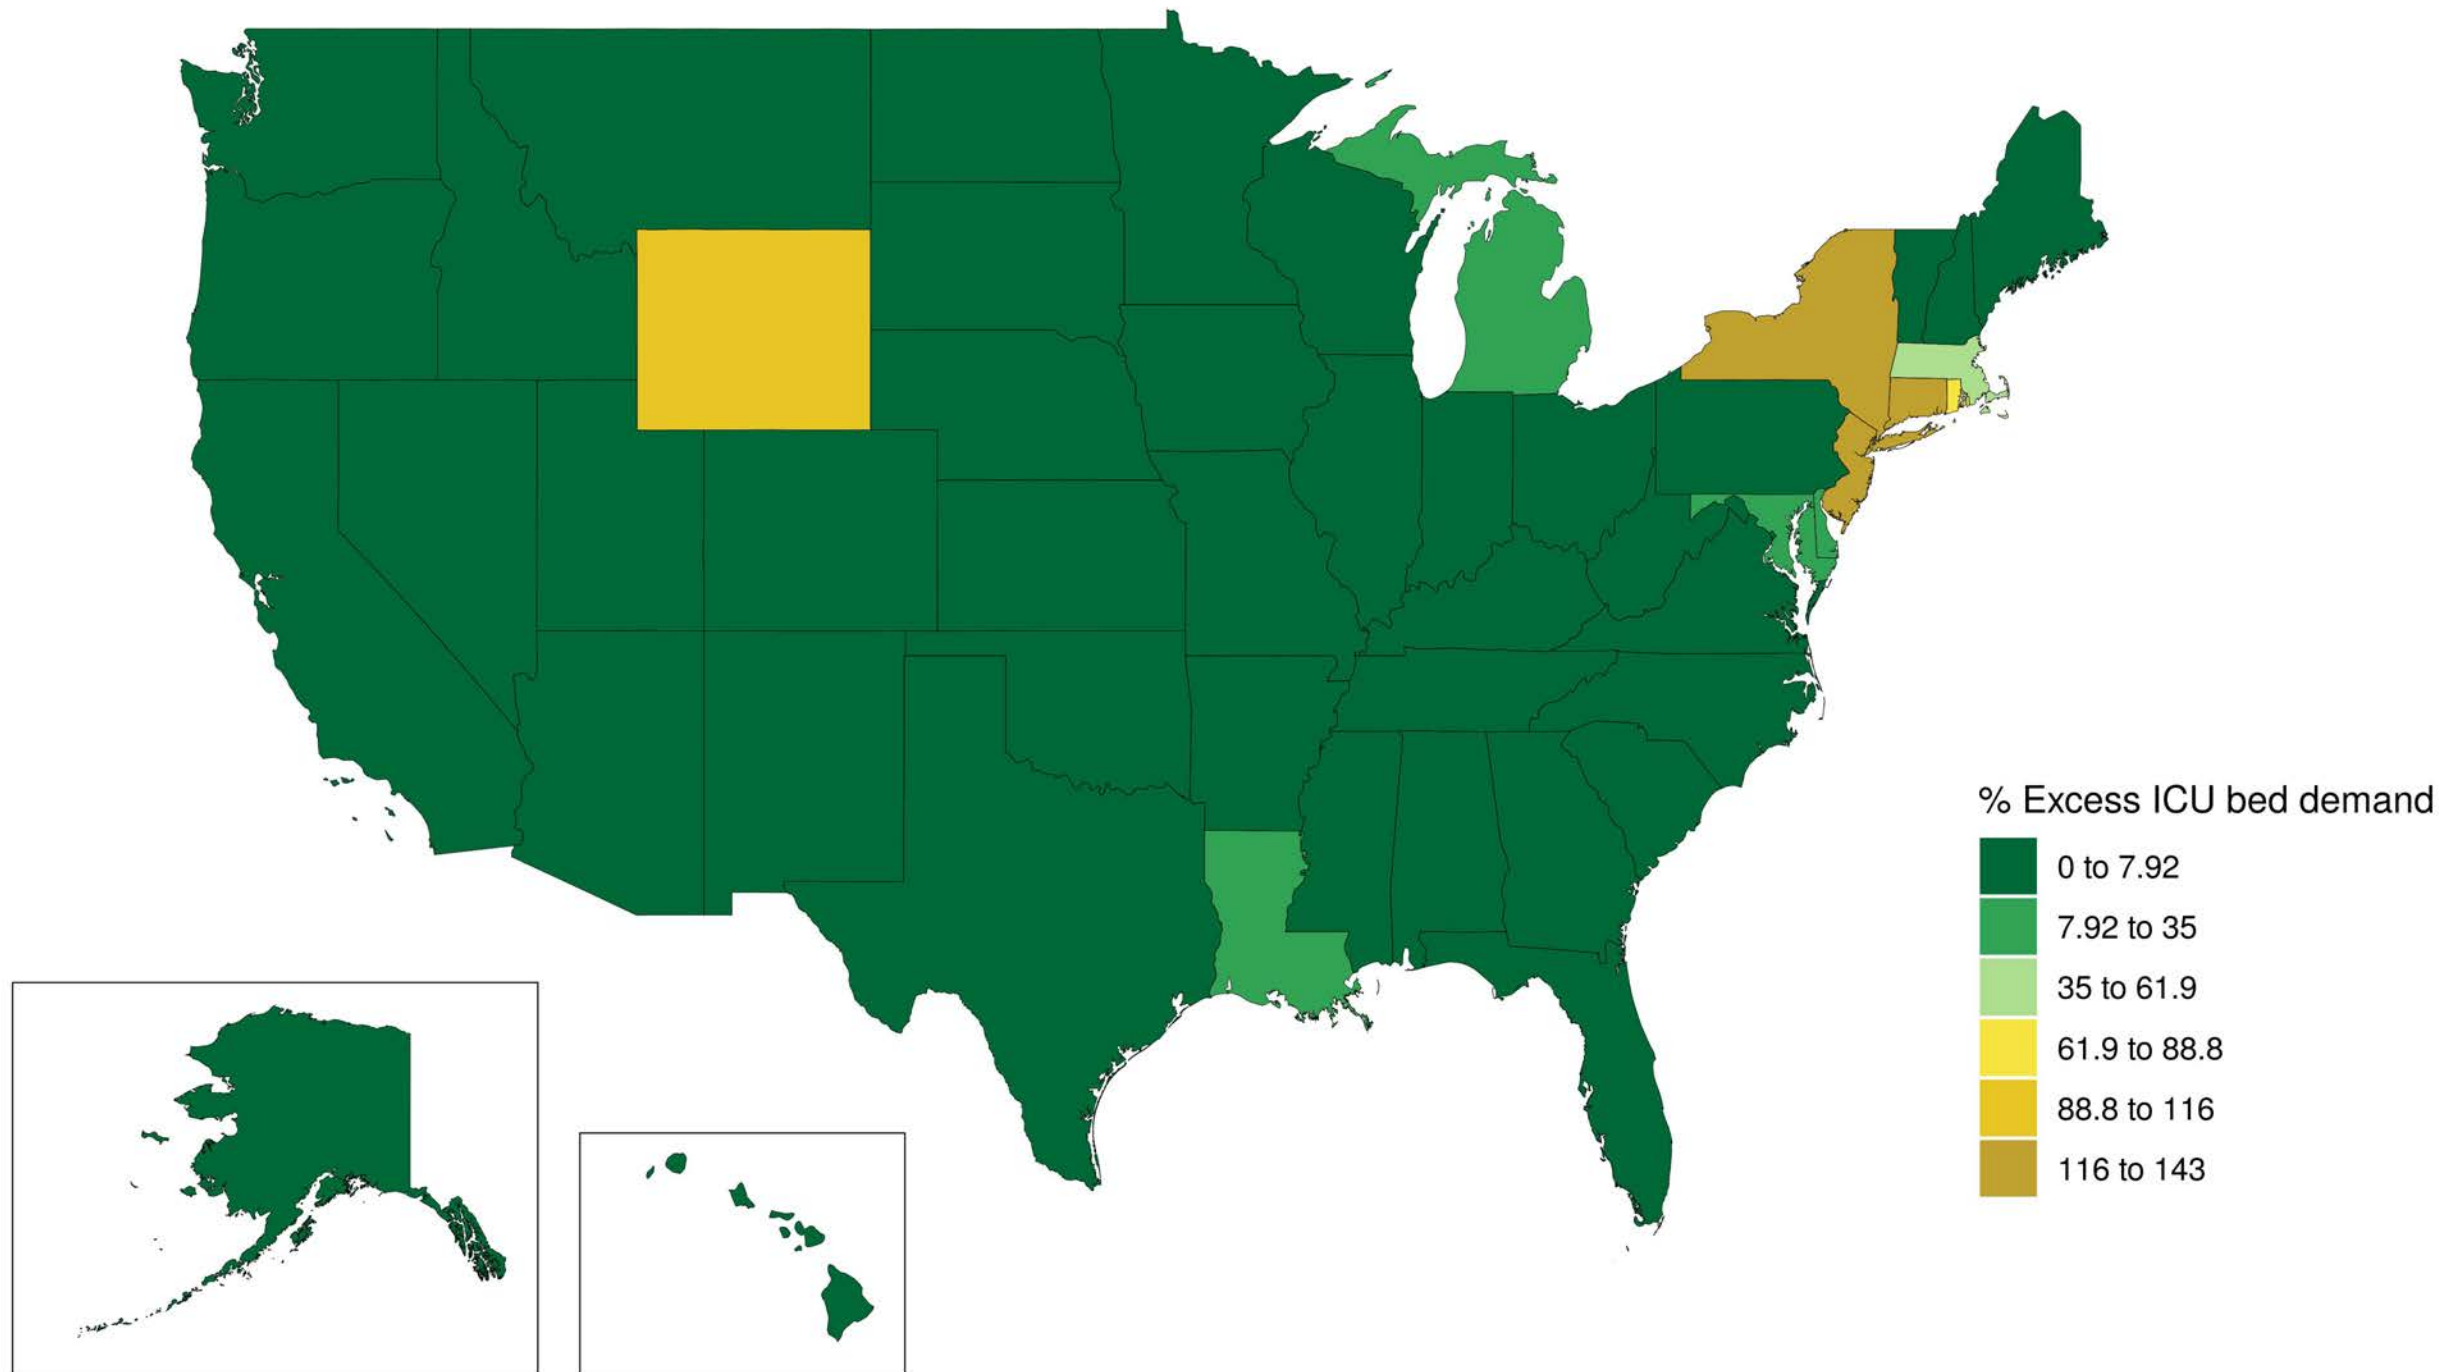 % Excess ICU bed demand
0 to 7.92
7.92 to 35
35 to 61.9
61.9 to 88.8
88.8 to 116
116 to 143